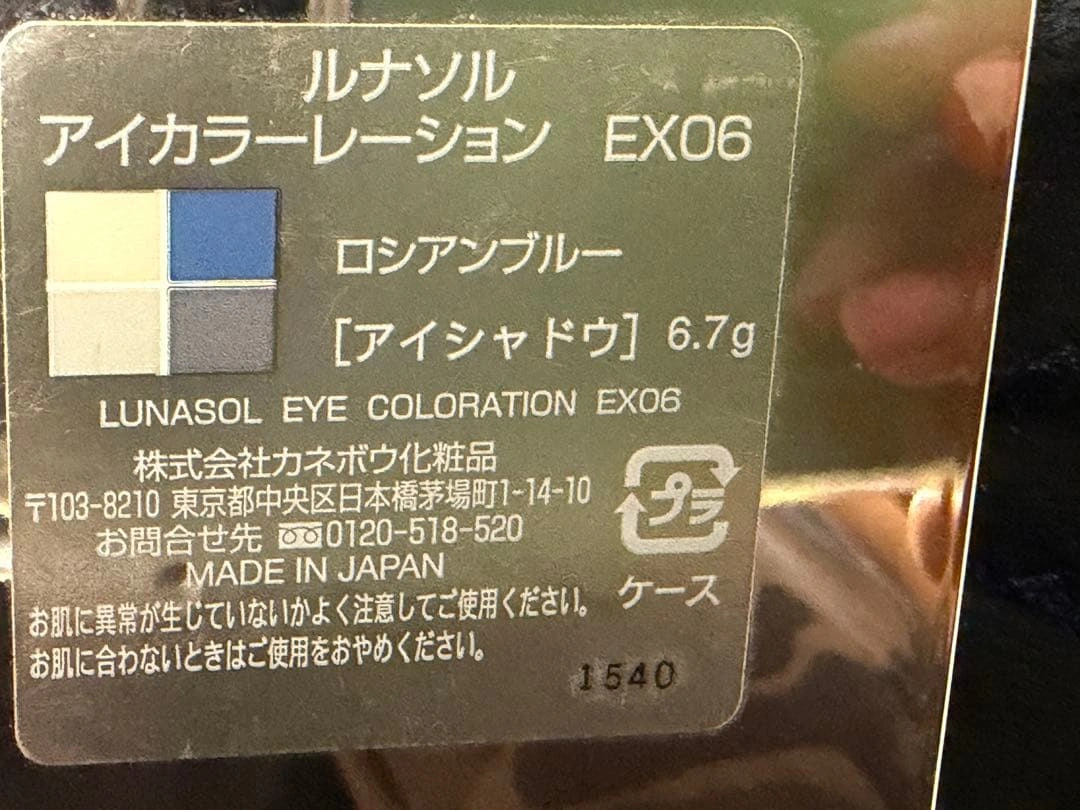 ルナソル
アイカラーレーション EX06
ロシアンブルー
[アイシャドウ] 6.7g
LUNASOL EYE COLORATION EX06
株式会社カネボウ化粧品
〒103-8210 東京都中央区日本橋茅場町1-14-10
お問合せ先 0120-518-520
MADE IN JAPAN
プラ
ケース
お肌に異常が生じていないかよく注意してご使用ください。
お肌に合わないときはご使用をおやめください。
1540